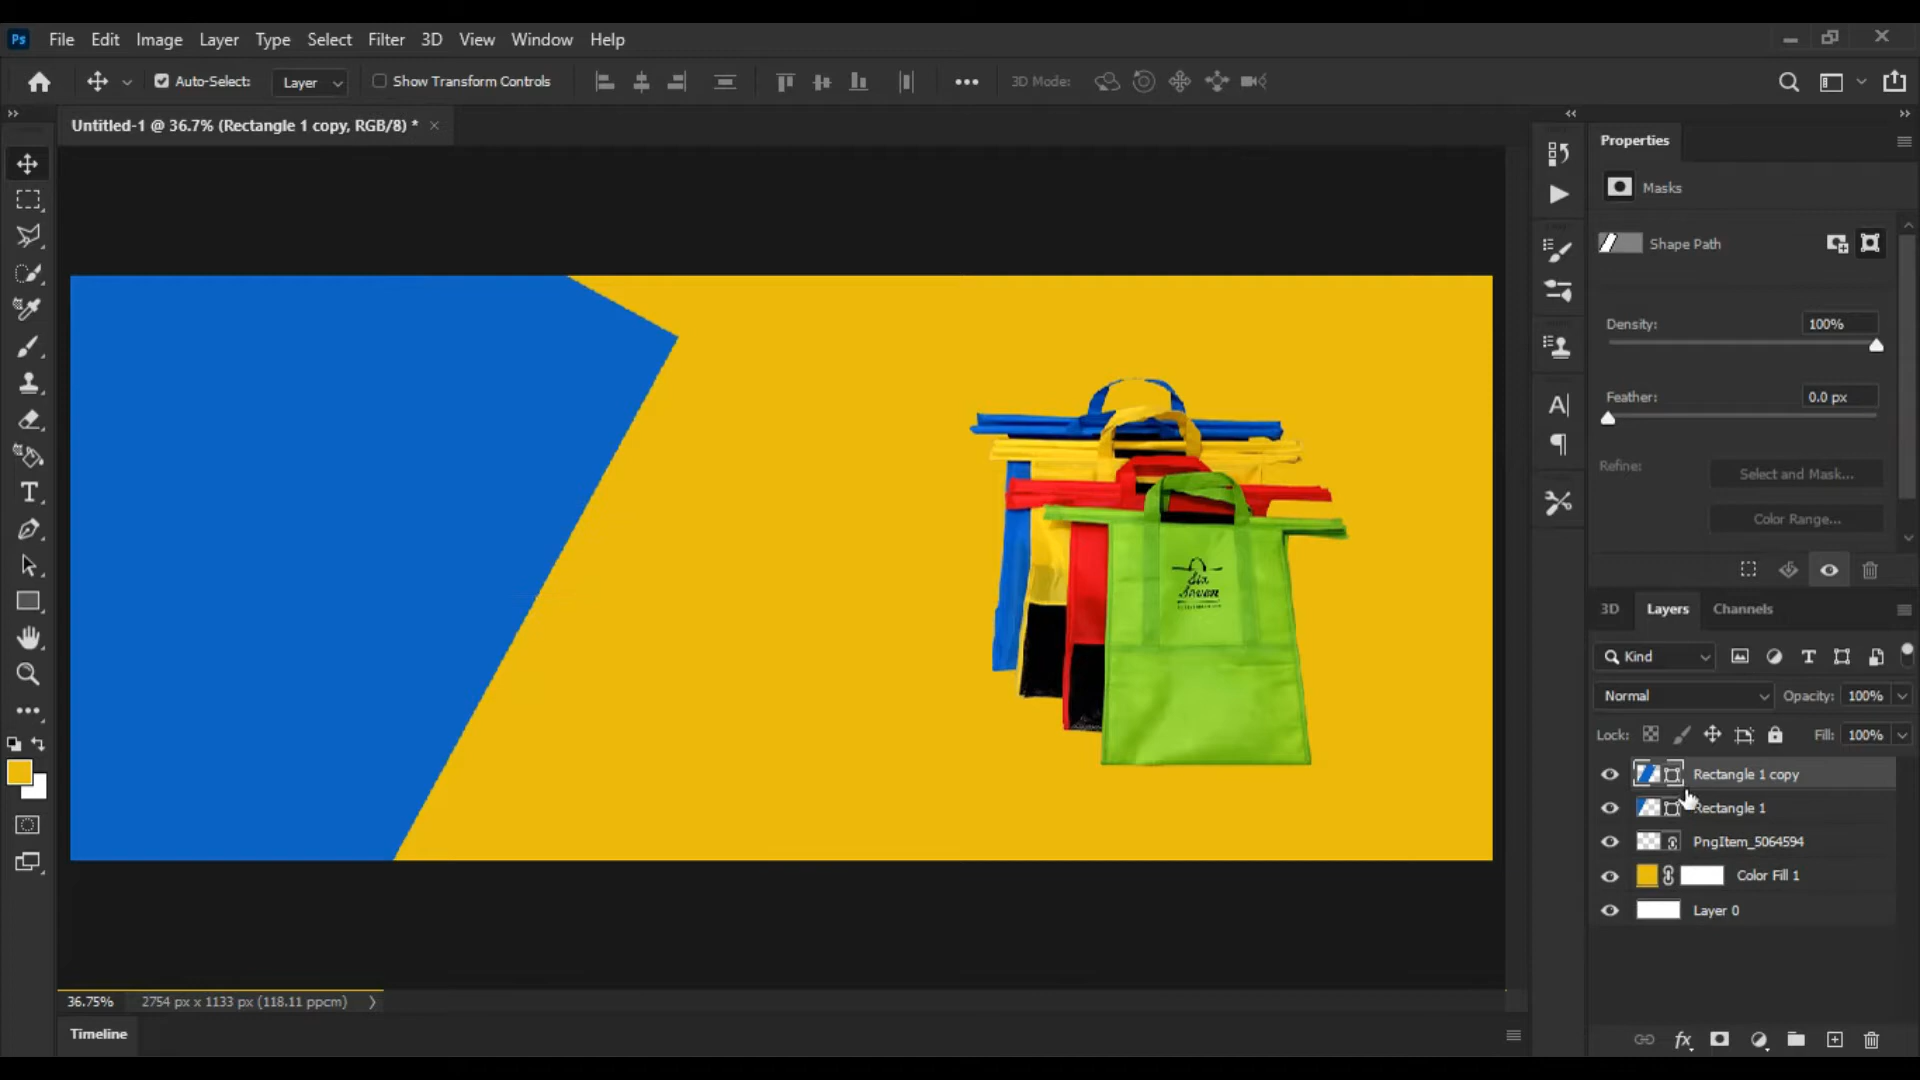 Ps File Edit Image Layer Type Select Filter 3D View Window Help
Auto-Select: Layer Show Transform Controls 3D Mode:
Untitled-1 @ 36.7% (Rectangle 1 copy, RGB/8) *
Properties
Masks
Shape Path
Density: 100%
Feather: 0.0 px
Refine: Select and Mask...
Color Range...
Six
Seven
3D Layers Channels
Kind
Normal Opacity: 100%
Lock: Fill: 100%
Rectangle 1 copy
Rectangle 1
PngItem_5064594
Color Fill 1
Layer 0
36.75% 2754 px x 1133 px (118.11 ppcm)
Timeline